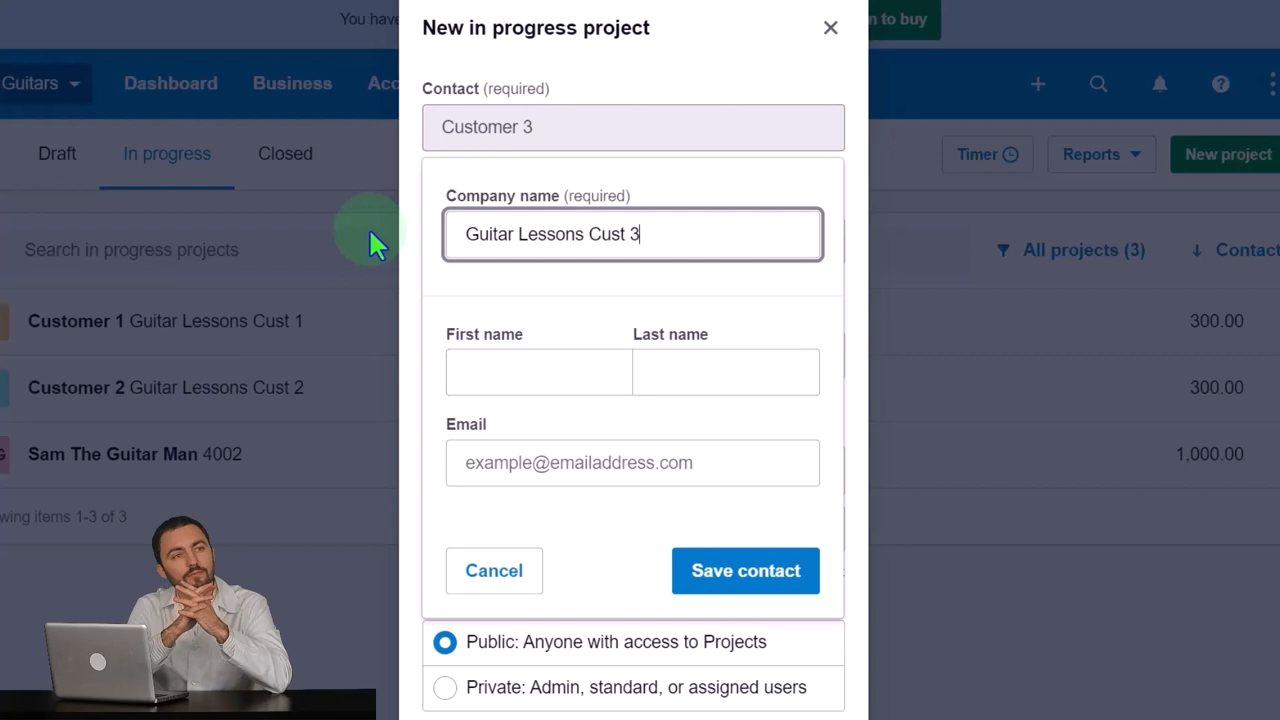 You have
n to buy
Guitars
Dashboard
Business
Acc
Draft
In progress
Closed
Timer
Reports
New project
Search in progress projects
All projects (3)
Contac
Customer 1 Guitar Lessons Cust 1
300.00
Customer 2 Guitar Lessons Cust 2
300.00
G
Sam The Guitar Man 4002
1,000.00
wing items 1-3 of 3
New in progress project
Contact (required)
Customer 3
Company name (required)
Guitar Lessons Cust 3
First name
Last name
Email
example@emailaddress.com
Cancel
Save contact
Public: Anyone with access to Projects
Private: Admin, standard, or assigned users